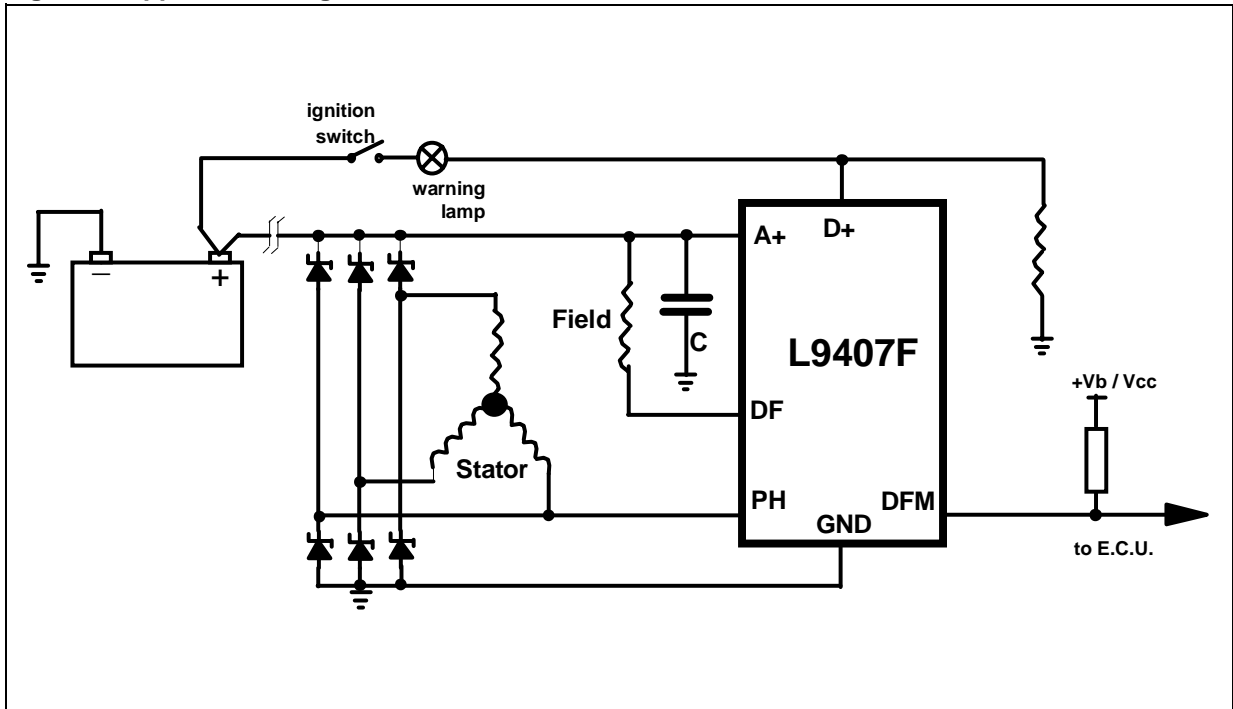 ignition
switch
warning
lamp
−
+
A+
D+
Field
C
L9407F
+Vb / Vcc
DF
Stator
PH
DFM
GND
to E.C.U.